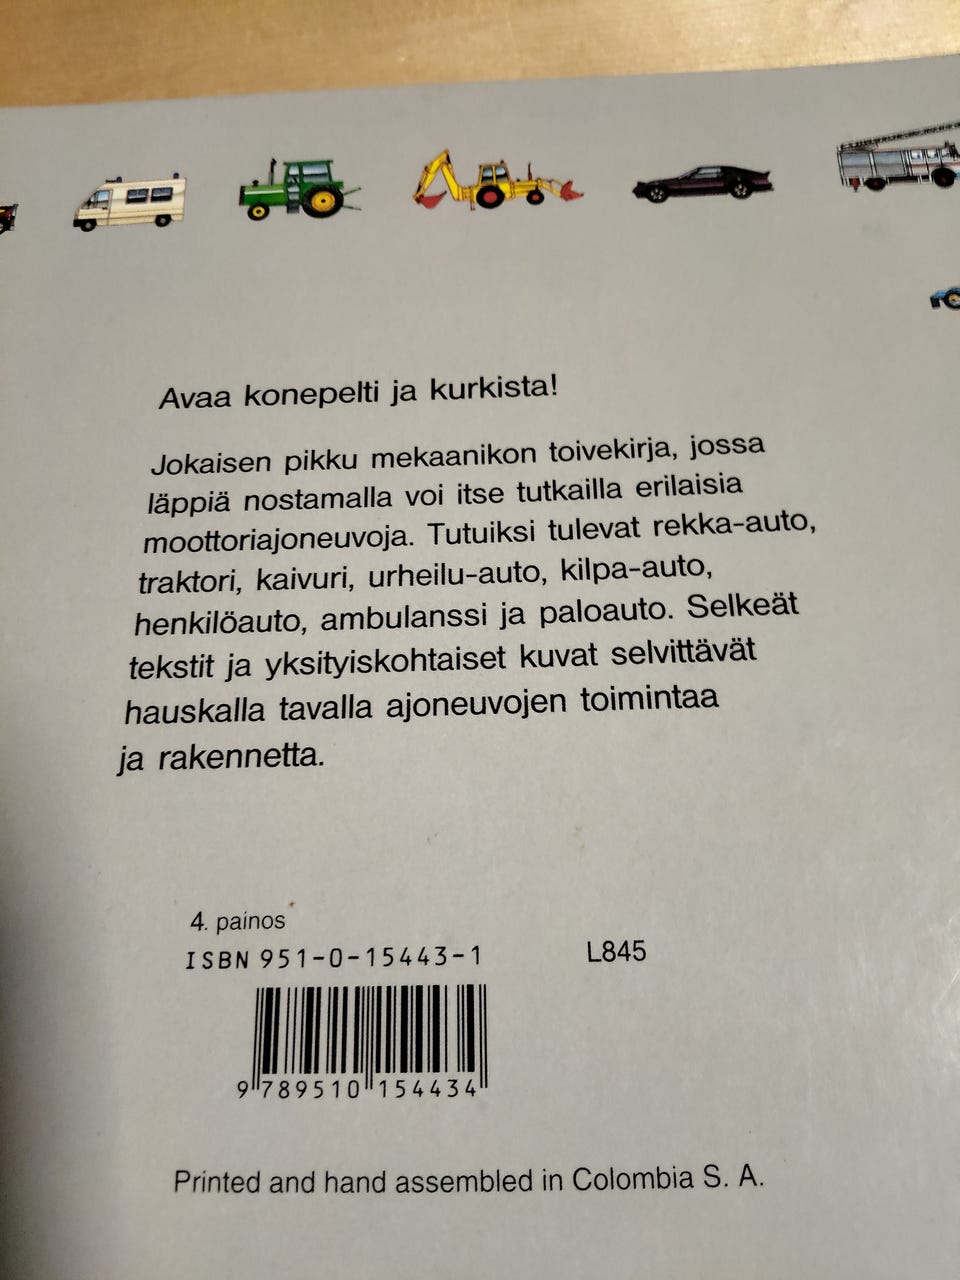 Avaa konepelti ja kurkista!
Jokaisen pikku mekaanikon toivekirja, jossa
läppiä nostamalla voi itse tutkailla erilaisia
moottoriajoneuvoja. Tutuiksi tulevat rekka-auto,
traktori, kaivuri, urheilu-auto, kilpa-auto,
henkilöauto, ambulanssi ja paloauto. Selkeät
tekstit ja yksityiskohtaiset kuvat selvittävät
hauskalla tavalla ajoneuvojen toimintaa
ja rakennetta.
4. painos
ISBN 951-0-15443-1 L845
9 789510 154434
Printed and hand assembled in Colombia S. A.